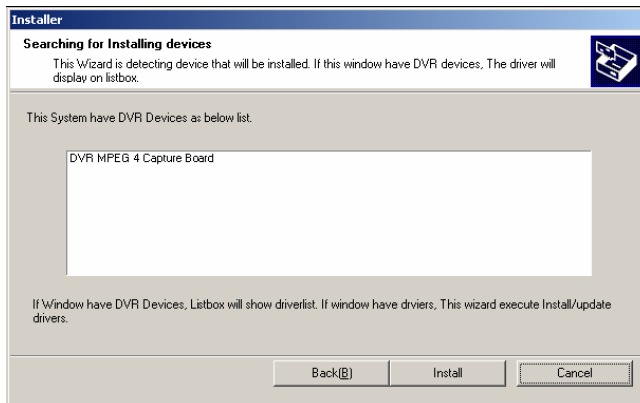 Installer
Searching for Installing devices
This Wizard is detecting device that will be installed. If this window have DVR devices, The driver will
display on listbox.
This System have DVR Devices as below list.
DVR MPEG 4 Capture Board
If Window have DVR Devices, Listbox will show driverlist. If window have drviers, This wizard execute Install/update
drivers.
Back(B)
Install
Cancel